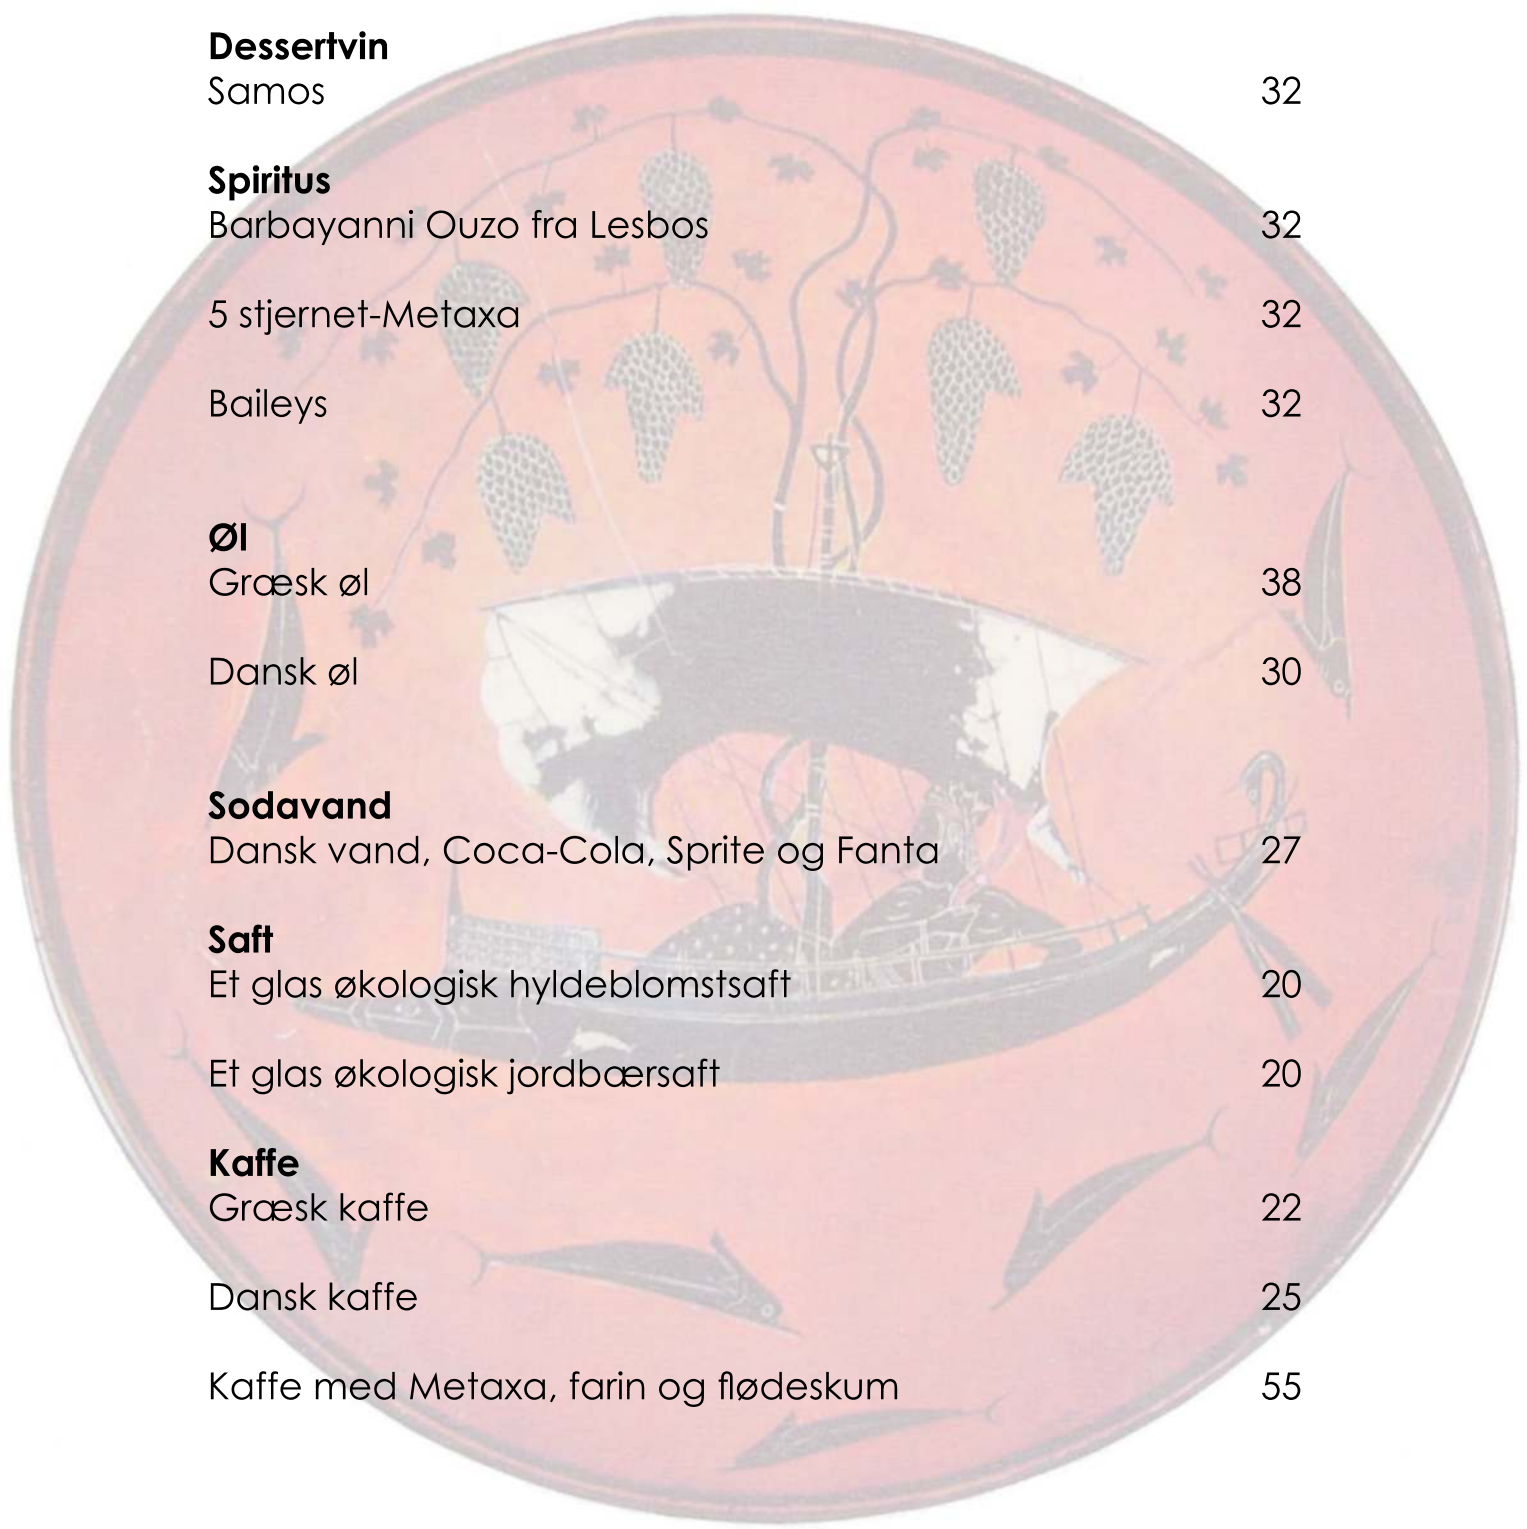 Dessertvin
Samos 32
Spiritus
Barbayanni Ouzo fra Lesbos 32
5 stjernet-Metaxa 32
Baileys 32
Øl
Græsk øl 38
Dansk øl 30
Sodavand
Dansk vand, Coca-Cola, Sprite og Fanta 27
Saft
Et glas økologisk hyldeblomstsaft 20
Et glas økologisk jordbærsaft 20
Kaffe
Græsk kaffe 22
Dansk kaffe 25
Kaffe med Metaxa, farin og flødeskum 55